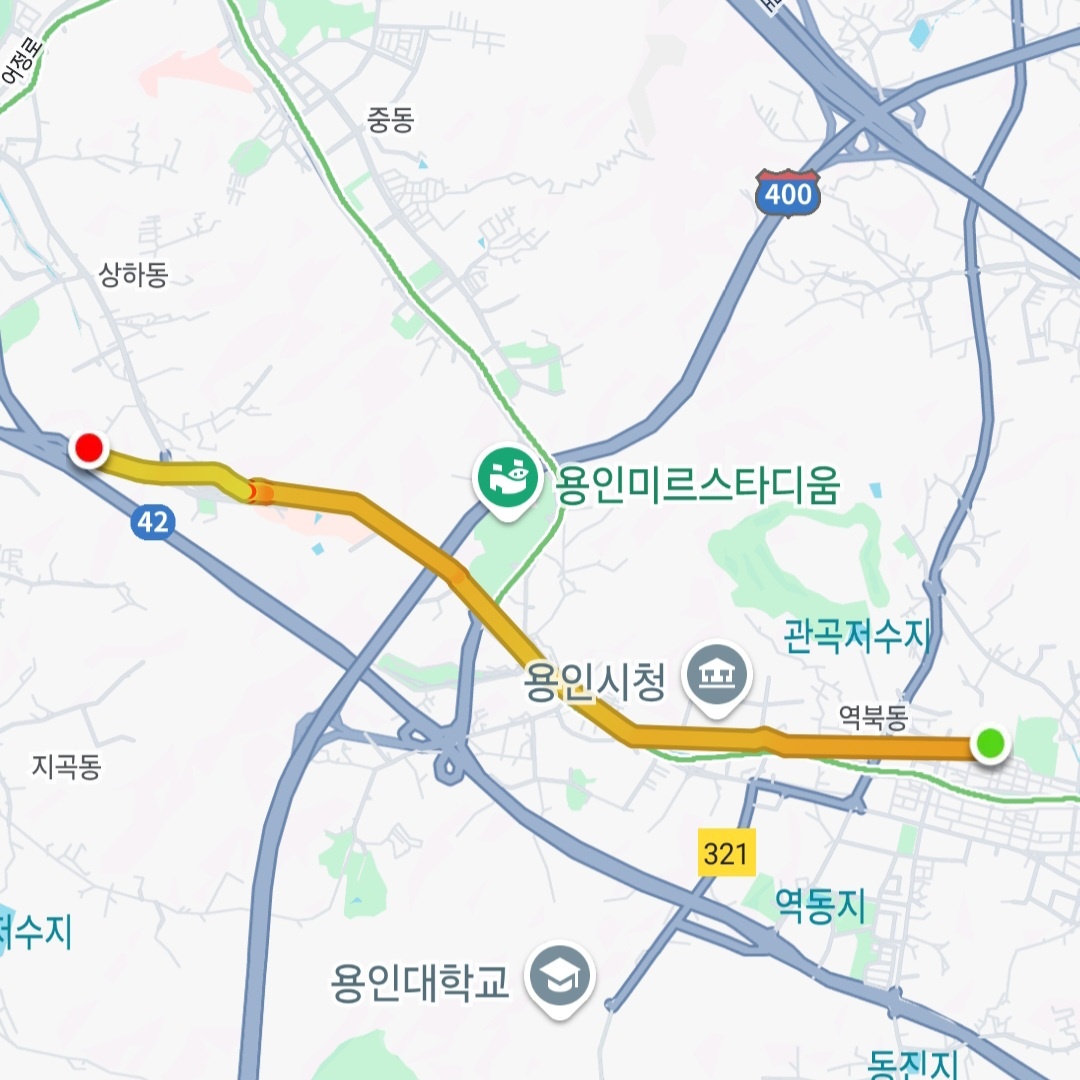 어정로
중동
400
상하동
용인미르스타디움
42
관곡저수지
용인시청
역북동
지곡동
321
역동지
저수지
용인대학교
동진지